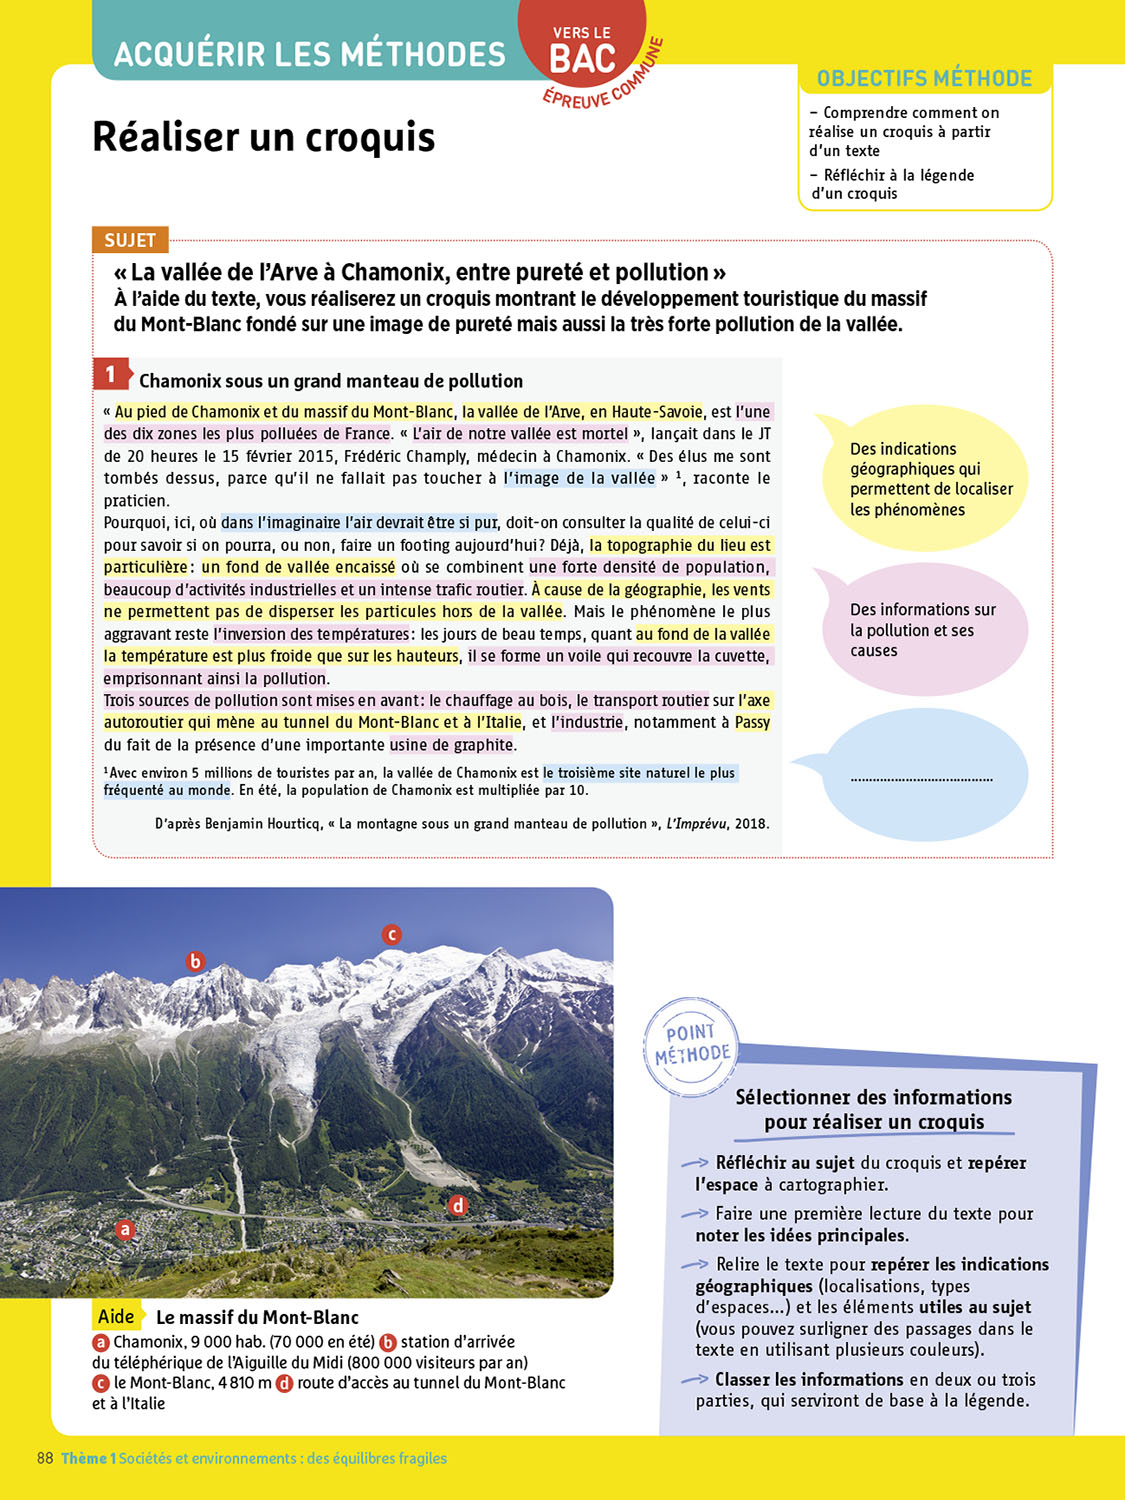 ACQUÉRIR LES MÉTHODES
VERS LE
BAC
ÉPREUVE COMMUNE
OBJECTIFS MÉTHODE
– Comprendre comment on
réalise un croquis à partir
d'un texte
– Réfléchir à la légende
d'un croquis
Réaliser un croquis
SUJET
« La vallée de l'Arve à Chamonix, entre pureté et pollution »
À l'aide du texte, vous réaliserez un croquis montrant le développement touristique du massif
du Mont-Blanc fondé sur une image de pureté mais aussi la très forte pollution de la vallée.
1
Chamonix sous un grand manteau de pollution
« Au pied de Chamonix et du massif du Mont-Blanc, la vallée de l'Arve, en Haute-Savoie, est l'une
des dix zones les plus polluées de France. « L'air de notre vallée est mortel », lançait dans le JT
de 20 heures le 15 février 2015, Frédéric Champly, médecin à Chamonix. « Des élus me sont
tombés dessus, parce qu'il ne fallait pas toucher à l'image de la vallée » ¹, raconte le
praticien.
Pourquoi, ici, où dans l'imaginaire l'air devrait être si pur, doit-on consulter la qualité de celui-ci
pour savoir si on pourra, ou non, faire un footing aujourd'hui ? Déjà, la topographie du lieu est
particulière : un fond de vallée encaissé où se combinent une forte densité de population,
beaucoup d'activités industrielles et un intense trafic routier. À cause de la géographie, les vents
ne permettent pas de disperser les particules hors de la vallée. Mais le phénomène le plus
aggravant reste l'inversion des températures : les jours de beau temps, quant au fond de la vallée
la température est plus froide que sur les hauteurs, il se forme un voile qui recouvre la cuvette,
emprisonnant ainsi la pollution.
Trois sources de pollution sont mises en avant : le chauffage au bois, le transport routier sur l'axe
autoroutier qui mène au tunnel du Mont-Blanc et à l'Italie, et l'industrie, notamment à Passy
du fait de la présence d'une importante usine de graphite.
¹ Avec environ 5 millions de touristes par an, la vallée de Chamonix est le troisième site naturel le plus
fréquenté au monde. En été, la population de Chamonix est multipliée par 10.
D'après Benjamin Hourticq, « La montagne sous un grand manteau de pollution », L'Imprévu, 2018.
Des indications
géographiques qui
permettent de localiser
les phénomènes
Des informations sur
la pollution et ses
causes
......................................
b
c
a
d
Aide Le massif du Mont-Blanc
a Chamonix, 9 000 hab. (70 000 en été) b station d'arrivée
du téléphérique de l'Aiguille du Midi (800 000 visiteurs par an)
c le Mont-Blanc, 4 810 m d route d'accès au tunnel du Mont-Blanc
et à l'Italie
POINT
MÉTHODE
Sélectionner des informations
pour réaliser un croquis
→ Réfléchir au sujet du croquis et repérer
l'espace à cartographier.
→ Faire une première lecture du texte pour
noter les idées principales.
→ Relire le texte pour repérer les indications
géographiques (localisations, types
d'espaces...) et les éléments utiles au sujet
(vous pouvez surligner des passages dans le
texte en utilisant plusieurs couleurs).
→ Classer les informations en deux ou trois
parties, qui serviront de base à la légende.
88 Thème 1 Sociétés et environnements : des équilibres fragiles